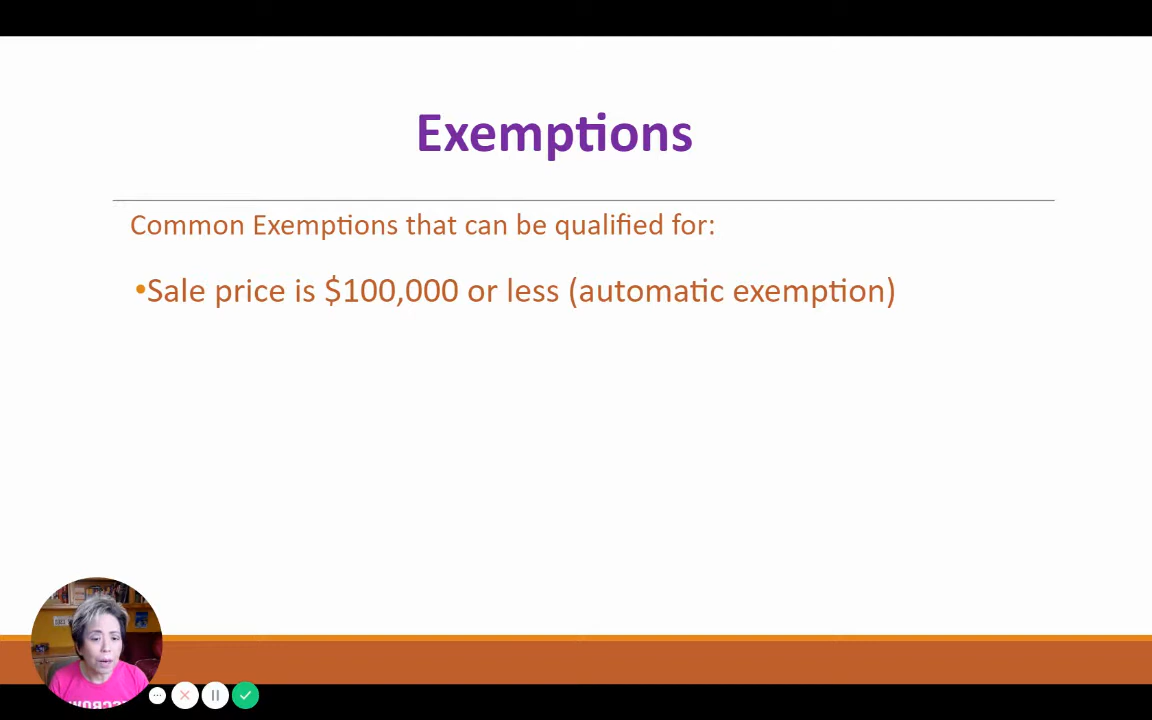 Exemptions
Common Exemptions that can be qualified for:
•Sale price is $100,000 or less (automatic exemption)